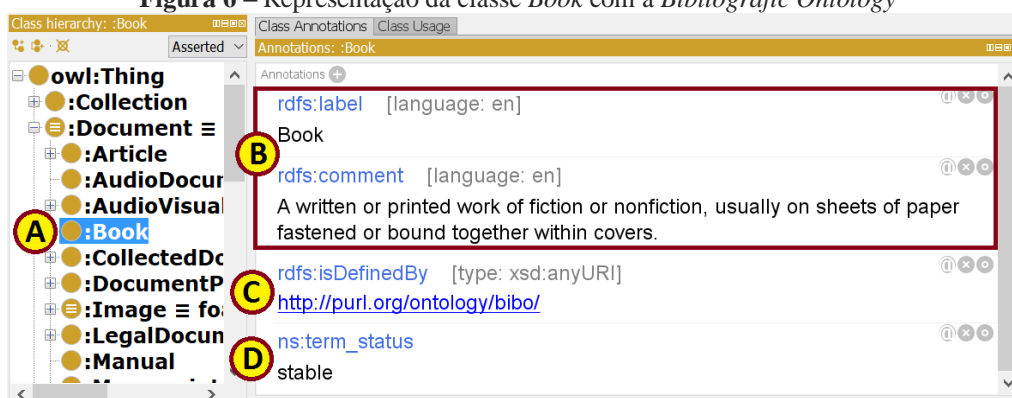 Figura 6 – Representação da classe Book com a Bibliografic Ontology
Class hierarchy: :Book
Asserted
owl:Thing
:Collection
:Document ≡
:Article
:AudioDocur
:AudioVisual
A
:Book
:CollectedDo
:DocumentP
:Image ≡ foa
:LegalDocun
:Manual
Class Annotations Class Usage
Annotations: :Book
Annotations
B
rdfs:label [language: en]
Book
rdfs:comment [language: en]
A written or printed work of fiction or nonfiction, usually on sheets of paper
fastened or bound together within covers.
C
rdfs:isDefinedBy [type: xsd:anyURI]
http://purl.org/ontology/bibo/
D
ns:term_status
stable